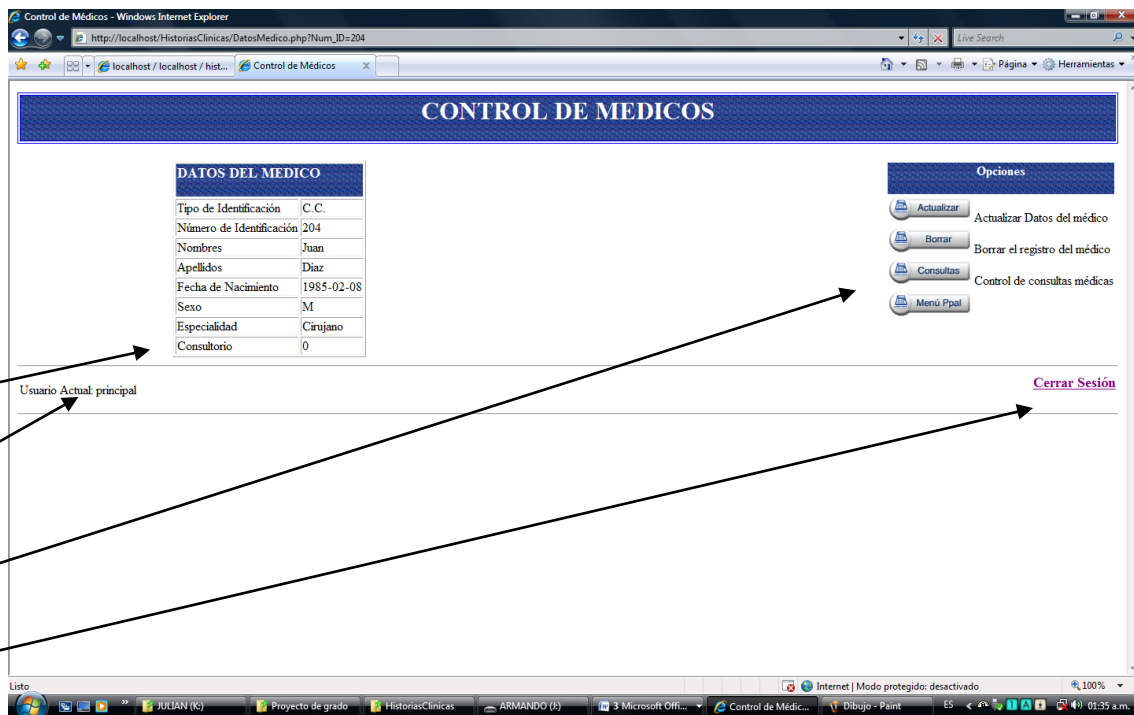 Control de Médicos - Windows Internet Explorer
http://localhost/HistoriasClinicas/DatosMedico.php?Num_ID=204
Live Search
localhost / localhost / hist...
Control de Médicos
Página
Herramientas
CONTROL DE MEDICOS
DATOS DEL MEDICO
Tipo de Identificación C.C.
Número de Identificación 204
Nombres Juan
Apellidos Diaz
Fecha de Nacimiento 1985-02-08
Sexo M
Especialidad Cirujano
Consultorio 0
Opciones
Actualizar Actualizar Datos del médico
Borrar Borrar el registro del médico
Consultas Control de consultas médicas
Menú Ppal
Usuario Actual: principal
Cerrar Sesión
Listo
Internet | Modo protegido: desactivado
100%
JULIAN (K:)
Proyecto de grado
HistoriasClinicas
ARMANDO (J:)
3 Microsoft Offi...
Control de Médic...
Dibujo - Paint
ES
01:35 a.m.